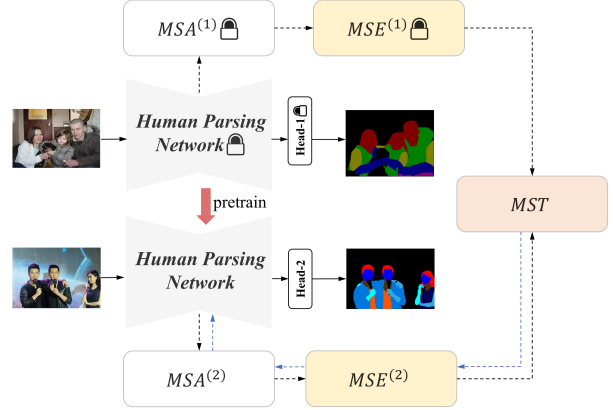 MSA^(1)
MSE^(1)
Human Parsing
Network
Head-1
pretrain
MST
Human Parsing
Network
Head-2
MSA^(2)
MSE^(2)